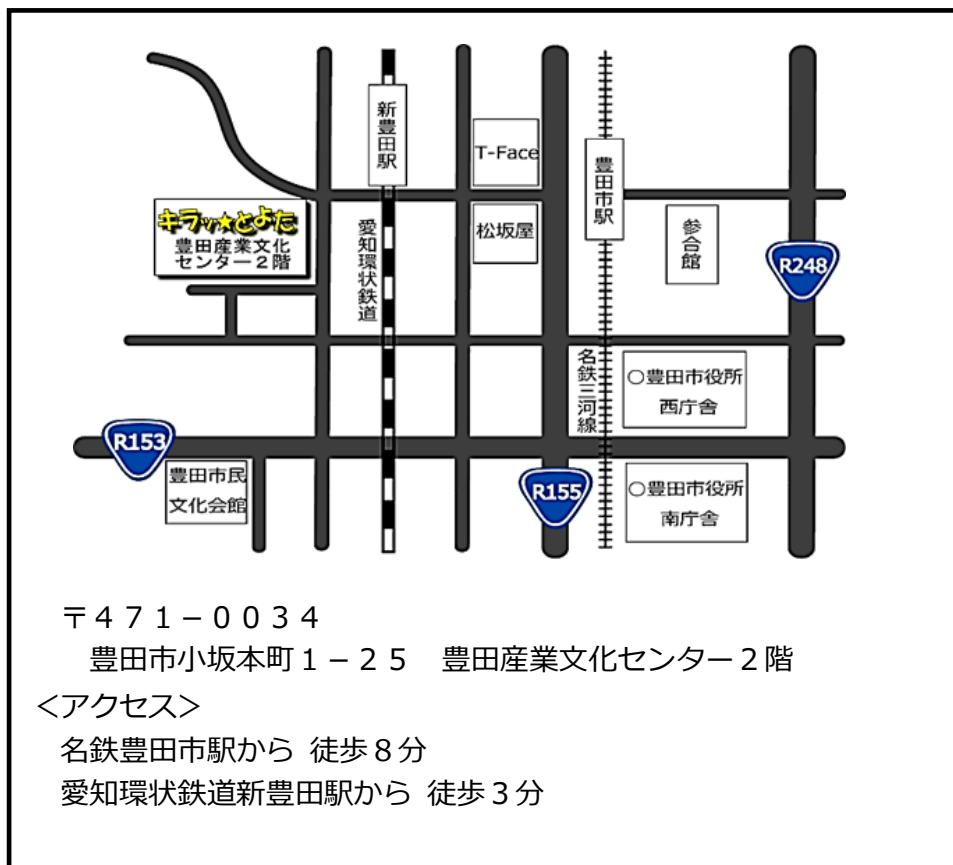 新豊田駅
T-Face
豊田市駅
キラッ★とよた
豊田産業文化
センター２階
愛知環状鉄道
松坂屋
参合館
R248
名鉄三河線
○豊田市役所
西庁舎
R153
豊田市民
文化会館
R155
○豊田市役所
南庁舎
〒４７１－００３４
豊田市小坂本町１－２５　豊田産業文化センター２階
＜アクセス＞
名鉄豊田市駅から 徒歩８分
愛知環状鉄道新豊田駅から 徒歩３分